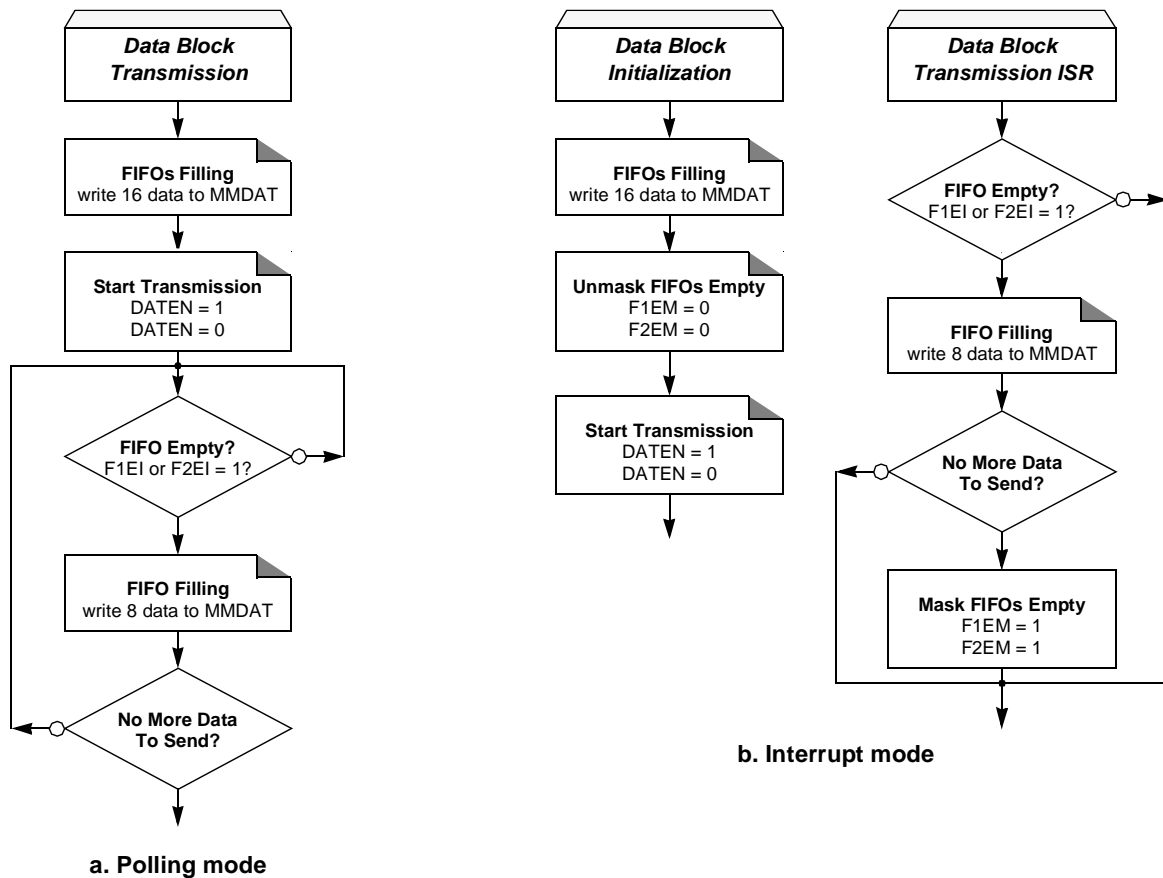 Data Block
Transmission
FIFOs Filling
write 16 data to MMDAT
Start Transmission
DATEN = 1
DATEN = 0
FIFO Empty?
F1EI or F2EI = 1?
FIFO Filling
write 8 data to MMDAT
No More Data
To Send?
a. Polling mode
Data Block
Initialization
FIFOs Filling
write 16 data to MMDAT
Unmask FIFOs Empty
F1EM = 0
F2EM = 0
Start Transmission
DATEN = 1
DATEN = 0
Data Block
Transmission ISR
FIFO Empty?
F1EI or F2EI = 1?
FIFO Filling
write 8 data to MMDAT
No More Data
To Send?
Mask FIFOs Empty
F1EM = 1
F2EM = 1
b. Interrupt mode